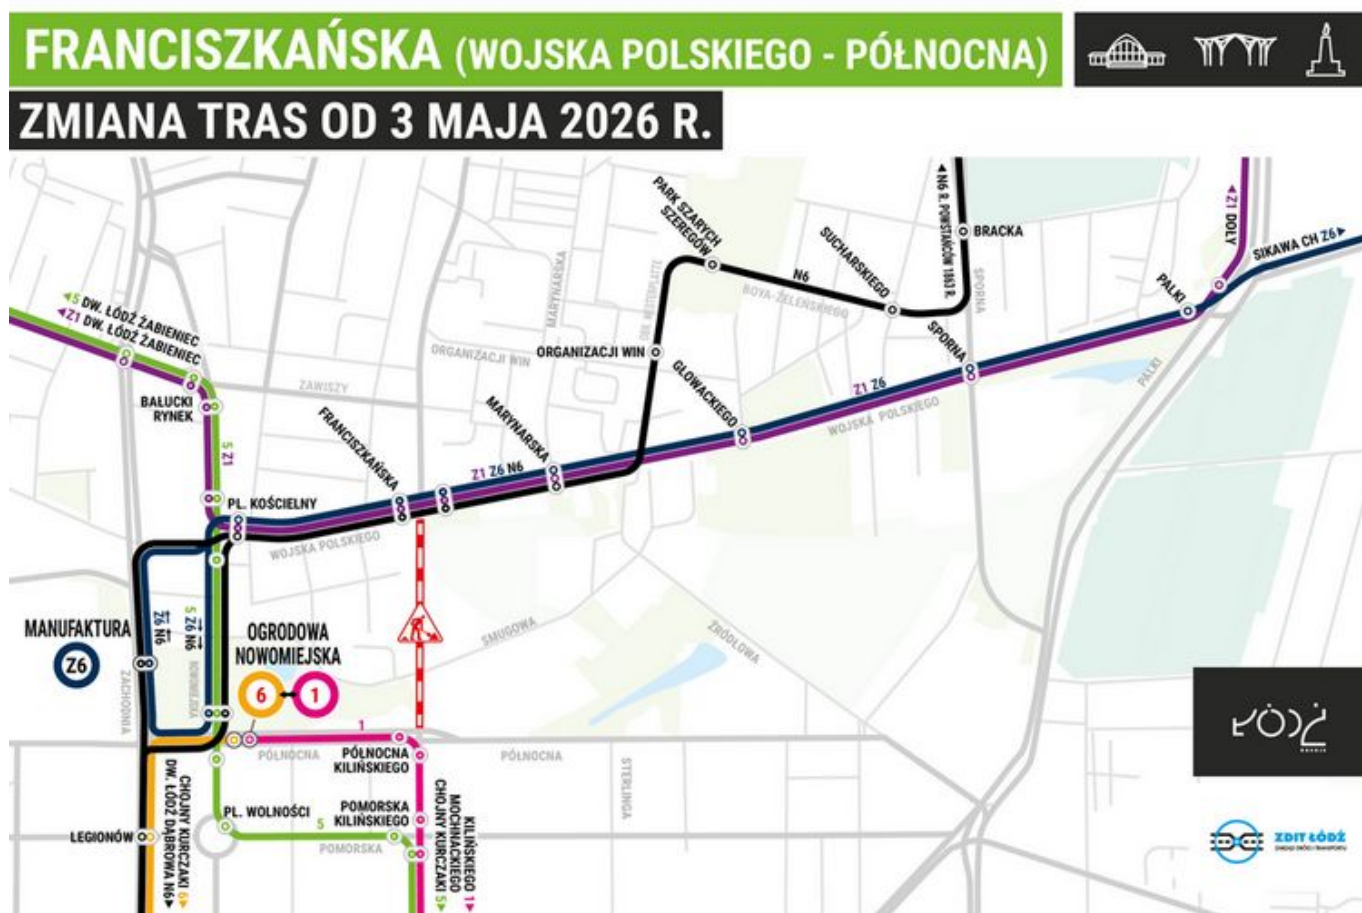 FRANCISZKAŃSKA (WOJSKA POLSKIEGO - PÓŁNOCNA)
ZMIANA TRAS OD 3 MAJA 2026 R.
◄5 DW. ŁÓDŹ ŻABIENIEC
◄Z1 DW. ŁÓDŹ ŻABIENIEC
BAŁUCKI
RYNEK
5 Z1
ZAWISZY
PL. KOŚCIELNY
FRANCISZKAŃSKA
MARYNARSKA
Z1 Z6 N6
WOJSKA POLSKIEGO
ORGANIZACJI WIN
MARYNARSKA
ORGANIZACJI WIN
PARK SZARYCH
SZEREGÓW
N6
BOYA-ŻELEŃSKIEGO
SUCHARSKIEGO
◄N6 R. POWSTAŃCÓW 1863 R.
BRACKA
SPORNA
SPORNA
GŁOWACKIEGO
Z1 Z6
WOJSKA POLSKIEGO
PALKI
PALKI
◄Z1 DOŁY
SIKAWA CH Z6►
MANUFAKTURA
Z6
Z6 N6
5 Z6 N6
ZACHODNIA
NOWOMIEJSKA
OGRODOWA
NOWOMIEJSKA
6
1
SMUGOWA
ŹRÓDŁOWA
1
PÓŁNOCNA
PÓŁNOCNA
KILIŃSKIEGO
PÓŁNOCNA
STERLINGA
LEGIONÓW
CHOJNY KURCZAKI 6►
DW. ŁÓDŹ DĄBROWA N6►
PL. WOLNOŚCI
5
POMORSKA
POMORSKA
KILIŃSKIEGO
KILIŃSKIEGO 1►
MOCHNACKIEGO
CHOJNY KURCZAKI 5►
ŁÓDŹ
ZDIT ŁÓDŹ
ZARZĄD DRÓG I TRANSPORTU